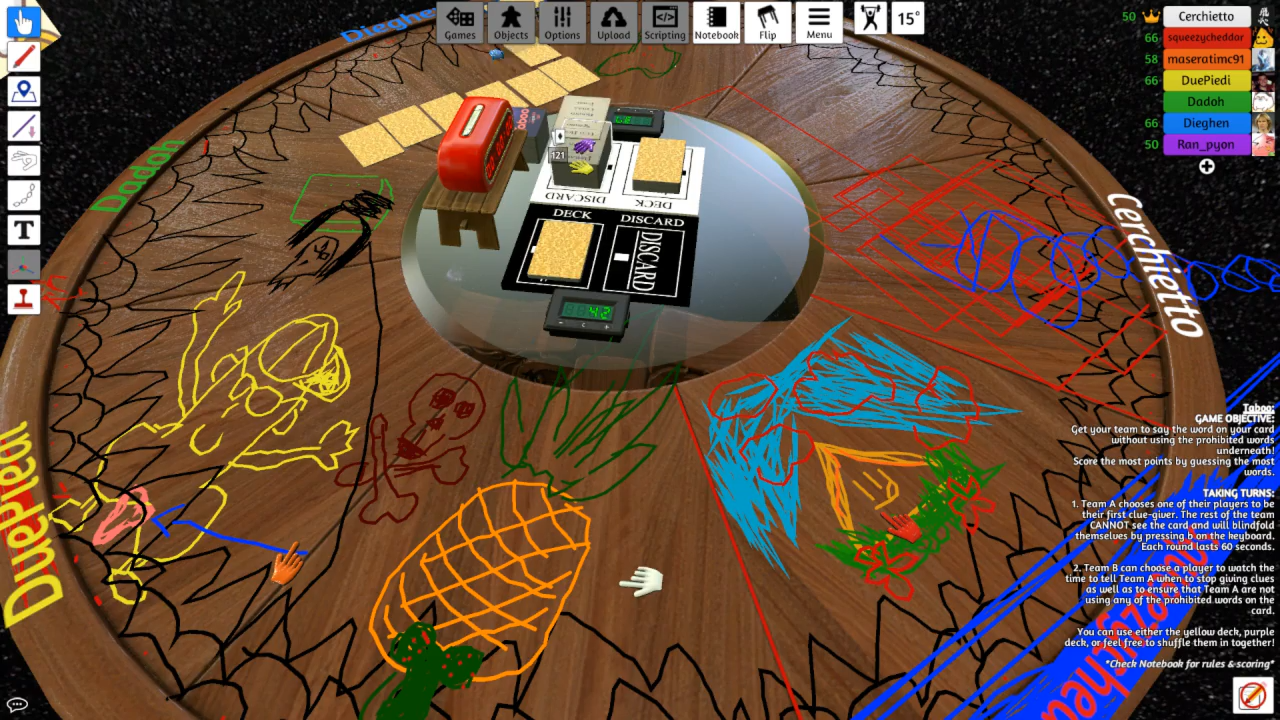 Games
Objects
Options
Upload
Scripting
Notebook
Flip
Menu
15°
50
Cerchietto
66
squeezycheddar
58
maseratimc91
66
DuePiedi
Dadoh
66
Dieghen
50
Ran_pyon
T
Dieghe
Dadoh
Cerchietto
DuePiedi
DISCARD
DECK
121
DECK
DISCARD
DISCARD
42
Taboo:
GAME OBJECTIVE:
Get your team to say the word on your card
without using the prohibited words
underneath!
Score the most points by guessing the most
words.
TAKING TURNS:
1. Team A chooses one of their players to be
their first clue-giver. The rest of the team
CANNOT see the card and will blindfold
themselves by pressing b on the keyboard.
Each round lasts 60 seconds.
2. Team B can choose a player to watch the
time to tell Team A when to stop giving clues
as well as to ensure that Team A are not
using any of the prohibited words on the
card.
You can use either the yellow deck, purple
deck, or feel free to shuffle them in together!
*Check Notebook for rules & scoring*